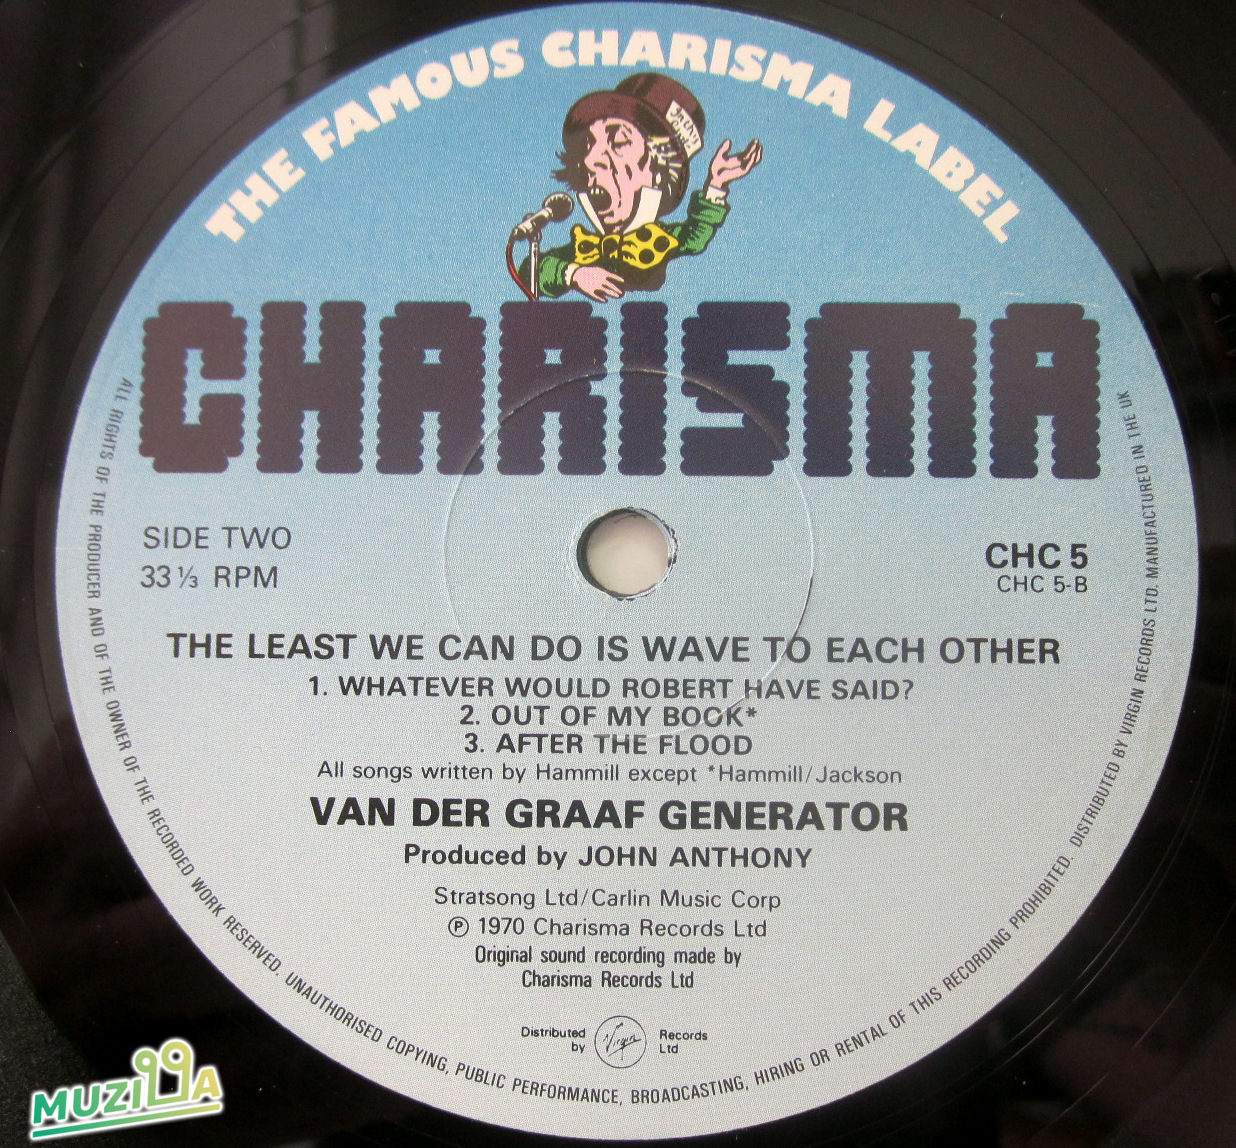 THE FAMOUS CHARISMA LABEL
CHARISMA
SIDE TWO
33⅓ RPM
CHC 5
CHC 5-B
THE LEAST WE CAN DO IS WAVE TO EACH OTHER
1. WHATEVER WOULD ROBERT HAVE SAID?
2. OUT OF MY BOOK*
3. AFTER THE FLOOD
All songs written by Hammill except *Hammill/Jackson
VAN DER GRAAF GENERATOR
Produced by JOHN ANTHONY
Stratsong Ltd/Carlin Music Corp
℗ 1970 Charisma Records Ltd
Original sound recording made by
Charisma Records Ltd
Distributed by Virgin Records Ltd
ALL RIGHTS OF THE PRODUCER AND OF THE OWNER OF THE RECORDED WORK RESERVED. UNAUTHORISED COPYING, PUBLIC PERFORMANCE, BROADCASTING, HIRING OR RENTAL OF THIS RECORDING PROHIBITED. DISTRIBUTED BY VIRGIN RECORDS LTD. MANUFACTURED IN THE UK
MUZILLA